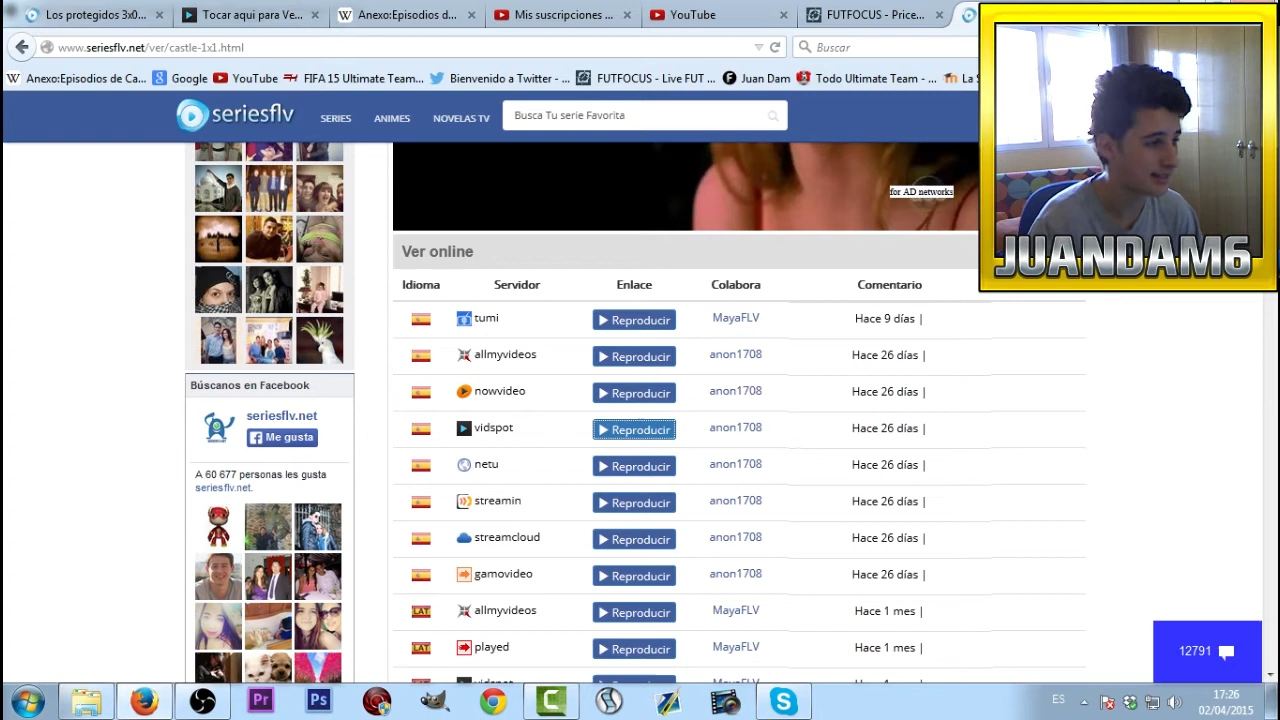 Los protegidos 3x0...
Tocar aqui para Ve...
Anexo:Episodios d...
Mis suscripciones ...
YouTube
FUTFOCUS - Price...
www.seriesflv.net/ver/castle-1x1.html
Buscar
Anexo:Episodios de Ca...
Google
YouTube
FIFA 15 Ultimate Team...
Bienvenido a Twitter - ...
FUTFOCUS - Live FUT ...
Juan Dam
Todo Ultimate Team - ...
La S
seriesflv
SERIES
ANIMES
NOVELAS TV
Busca Tu serie Favorita
for AD networks
JUANDAM6
Ver online
Idioma Servidor Enlace Colabora Comentario
tumi Reproducir MayaFLV Hace 9 días |
allmyvideos Reproducir anon1708 Hace 26 días |
nowvideo Reproducir anon1708 Hace 26 días |
vidspot Reproducir anon1708 Hace 26 días |
netu Reproducir anon1708 Hace 26 días |
streamin Reproducir anon1708 Hace 26 días |
streamcloud Reproducir anon1708 Hace 26 días |
gamovideo Reproducir anon1708 Hace 26 días |
LAT allmyvideos Reproducir MayaFLV Hace 1 mes |
LAT played Reproducir MayaFLV Hace 1 mes |
Búscanos en Facebook
seriesflv.net
Me gusta
A 60 677 personas les gusta
seriesflv.net.
12791
Pr
Ps
ES
17:26
02/04/2015